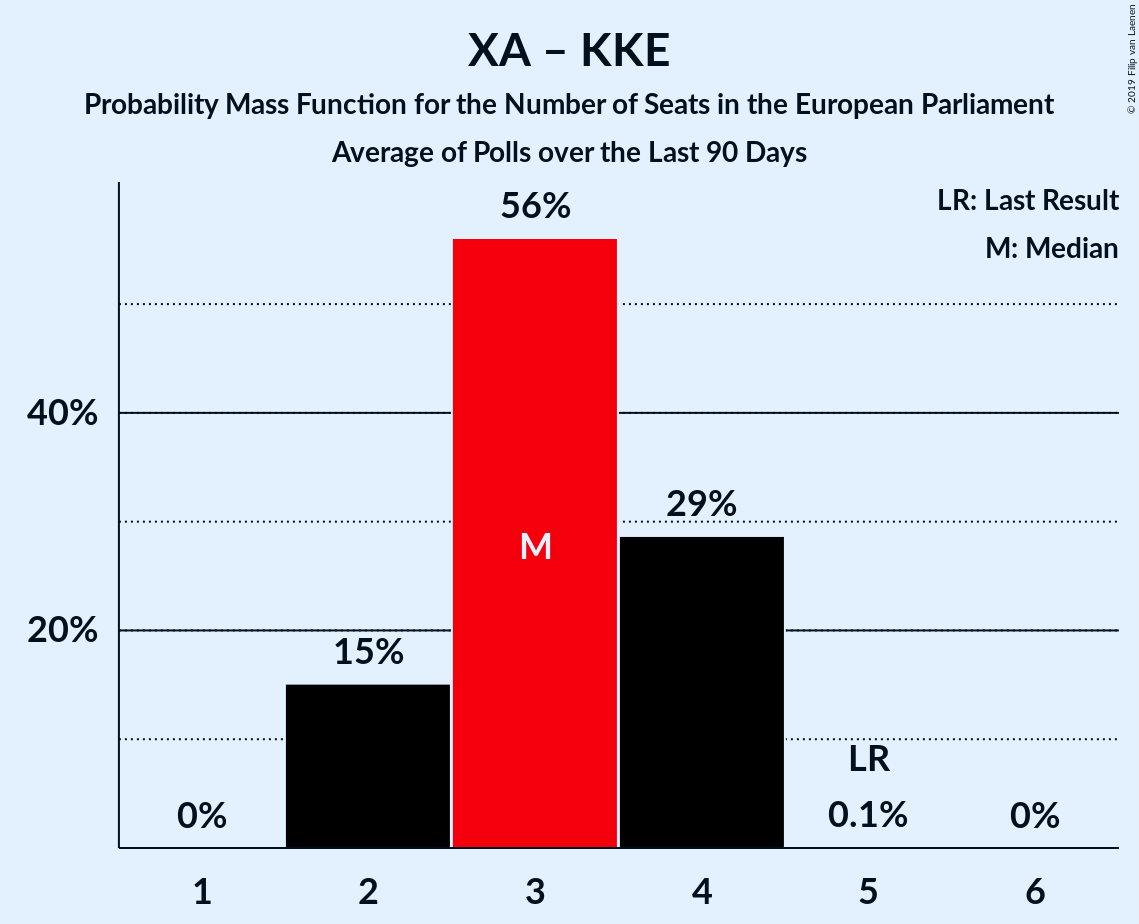 XA – KKE
Probability Mass Function for the Number of Seats in the European Parliament
Average of Polls over the Last 90 Days
© 2019 Filip van Laenen
LR: Last Result
M: Median
56%
40%
29%
M
20%
15%
LR
0%
0.1%
0%
1 2 3 4 5 6